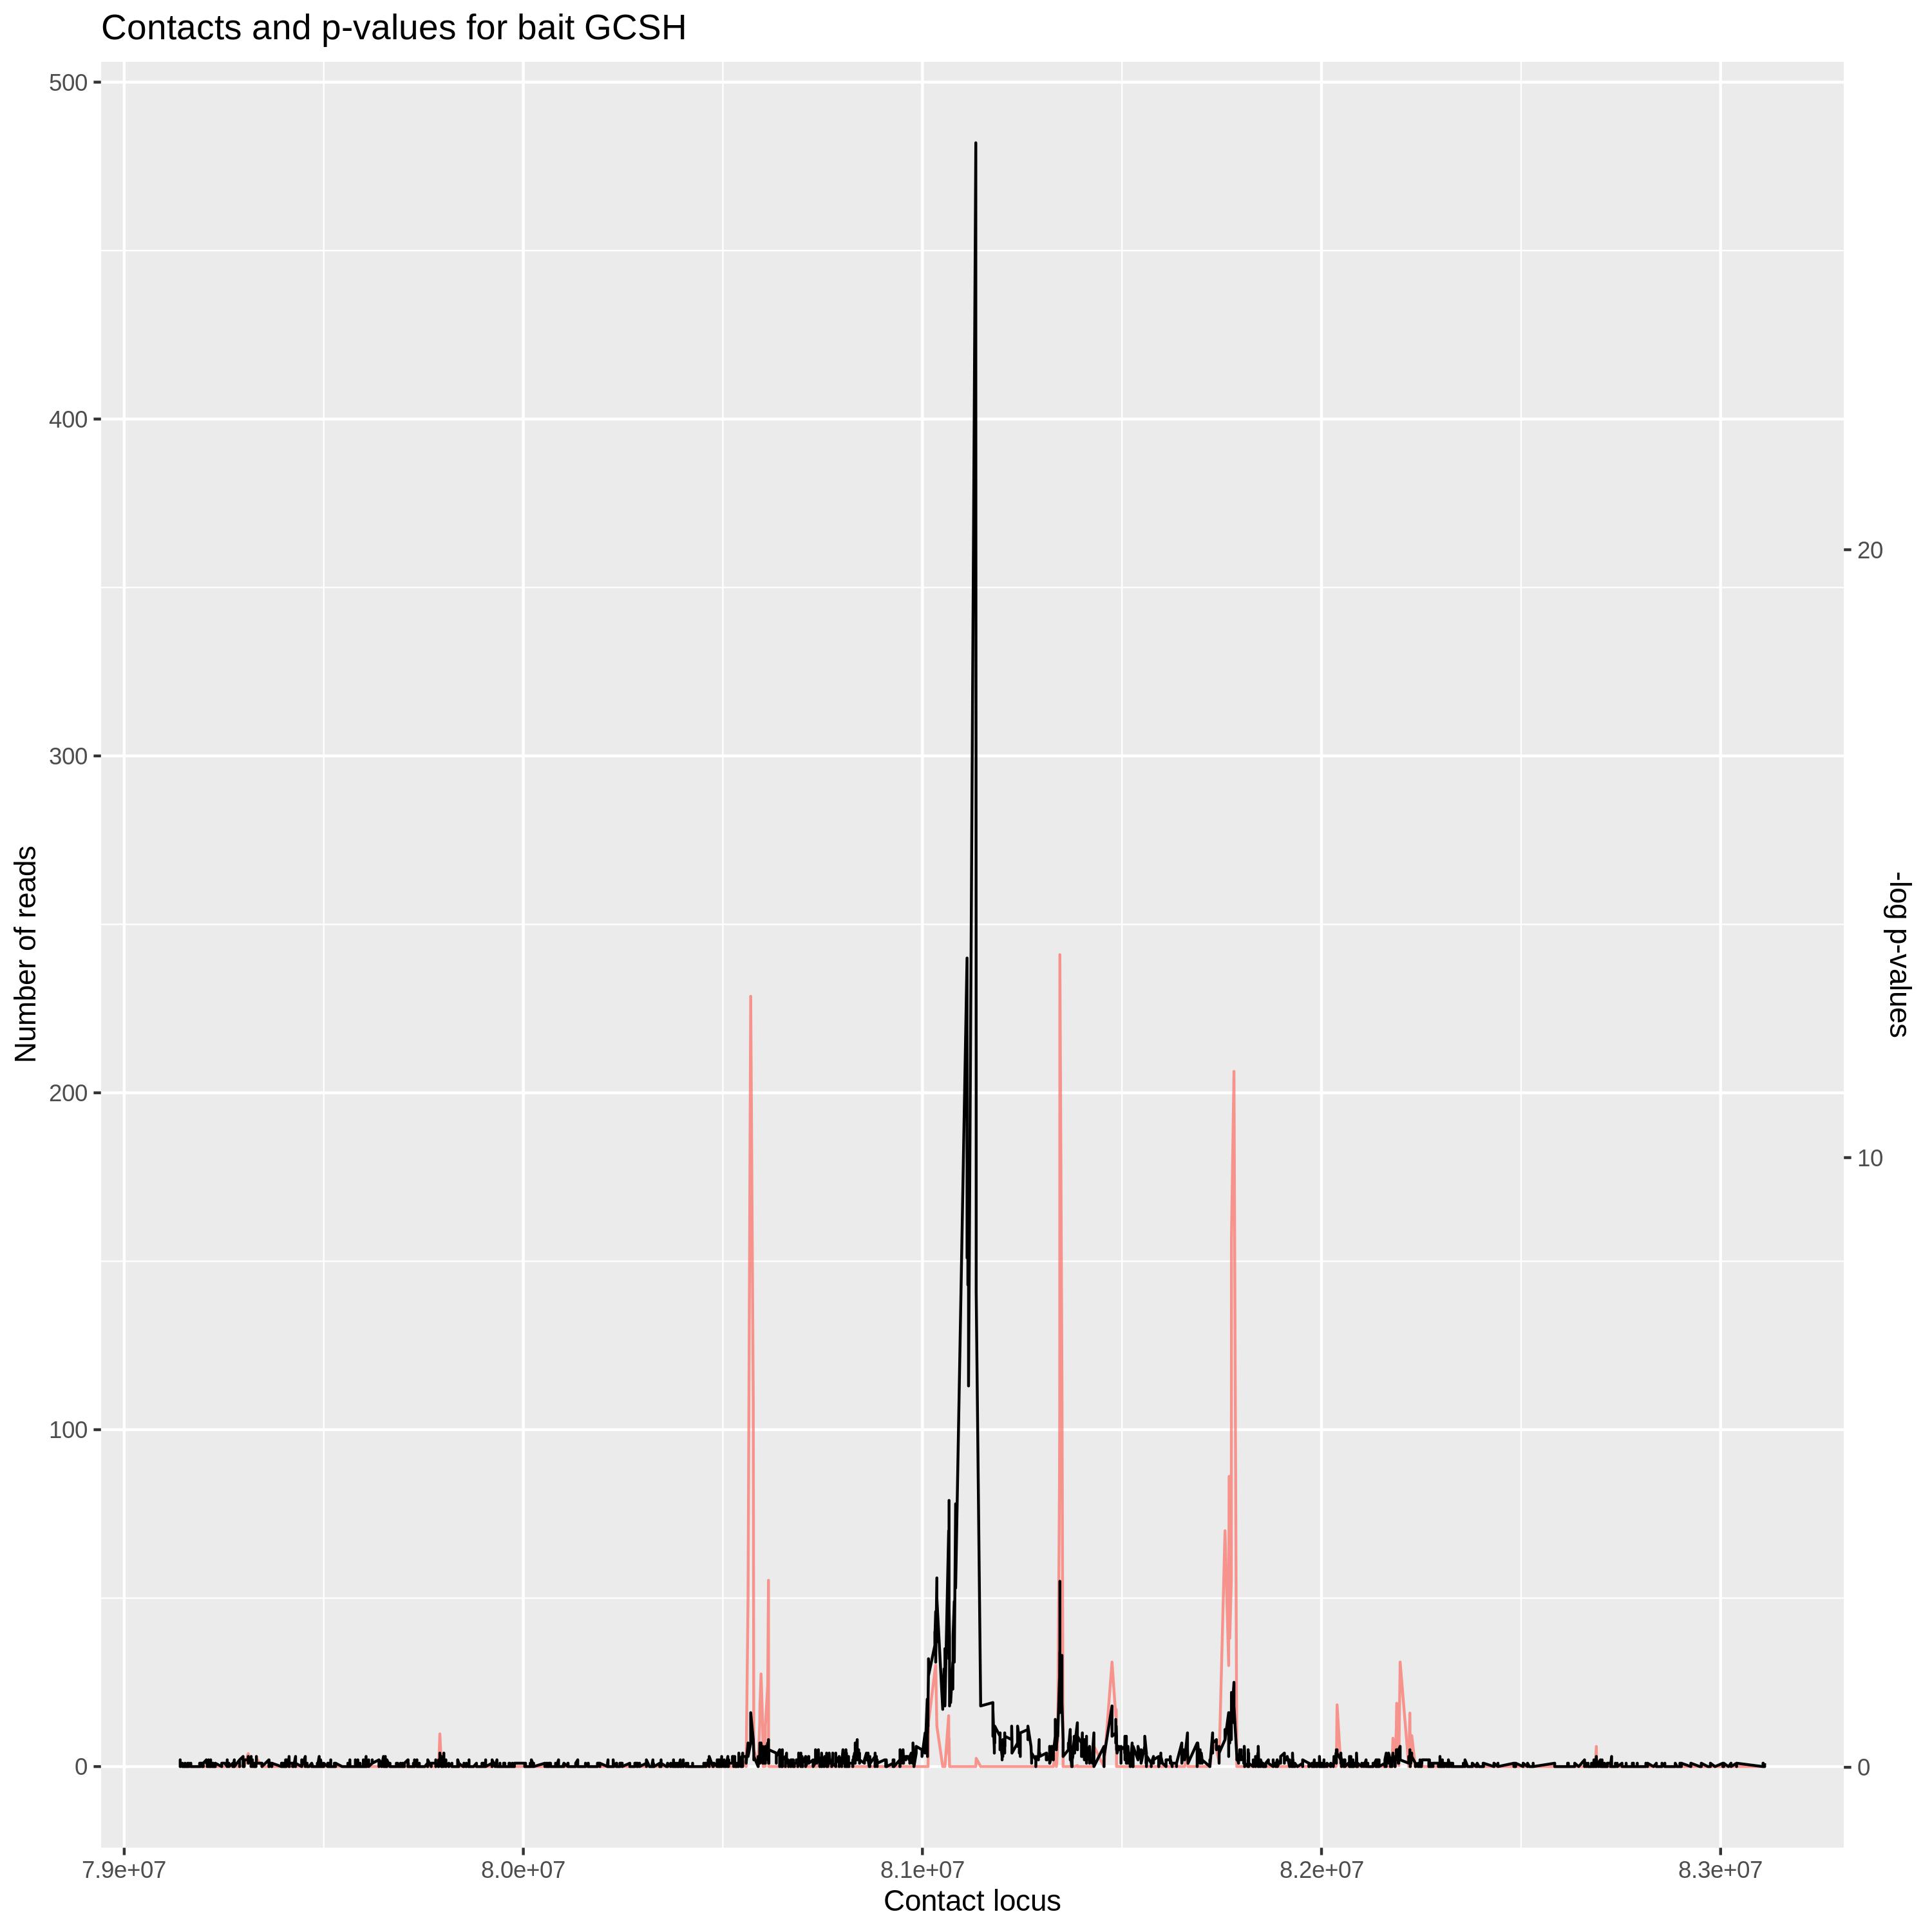 Contacts and p-values for bait GCSH
500
400
300
200
100
0
Number of reads
20
10
0
-log p-values
7.9e+07 8.0e+07 8.1e+07 8.2e+07 8.3e+07
Contact locus